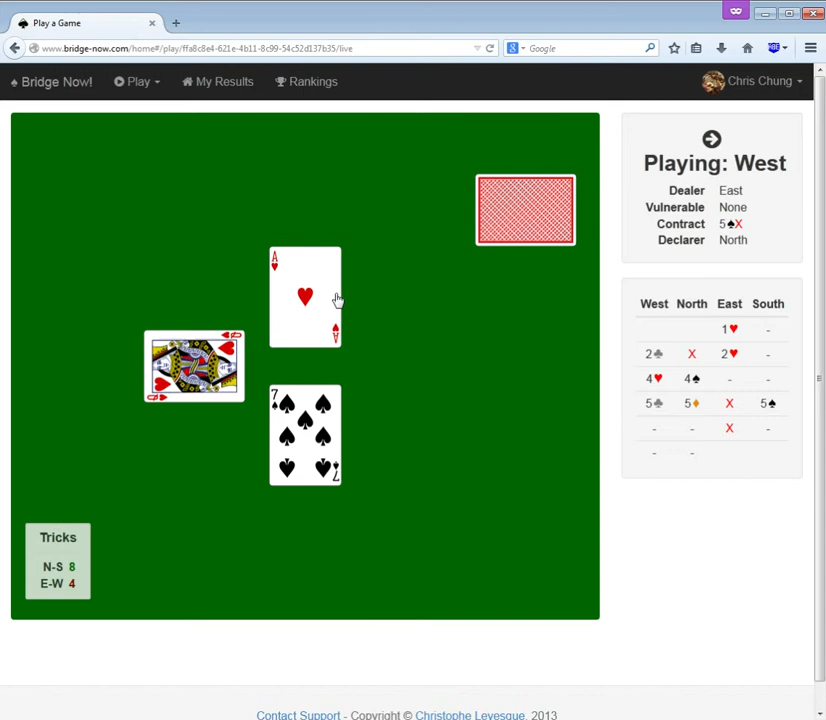 Play a Game
www.bridge-now.com/home#/play/ffa8c8e4-621e-4b11-8c99-54c52d137b35/live
Google
♠ Bridge Now!
Play
My Results
Rankings
Chris Chung
Playing: West
Dealer East
Vulnerable None
Contract 5♠X
Declarer North
West North East South
1♥ -
2♣ X 2♥ -
4♥ 4♠ - -
5♣ 5♦ X 5♠
- - X -
- -
A
A
Q
Q
7
7
Tricks
N-S 8
E-W 4
Contact Support - Copyright © Christophe Levesque, 2013